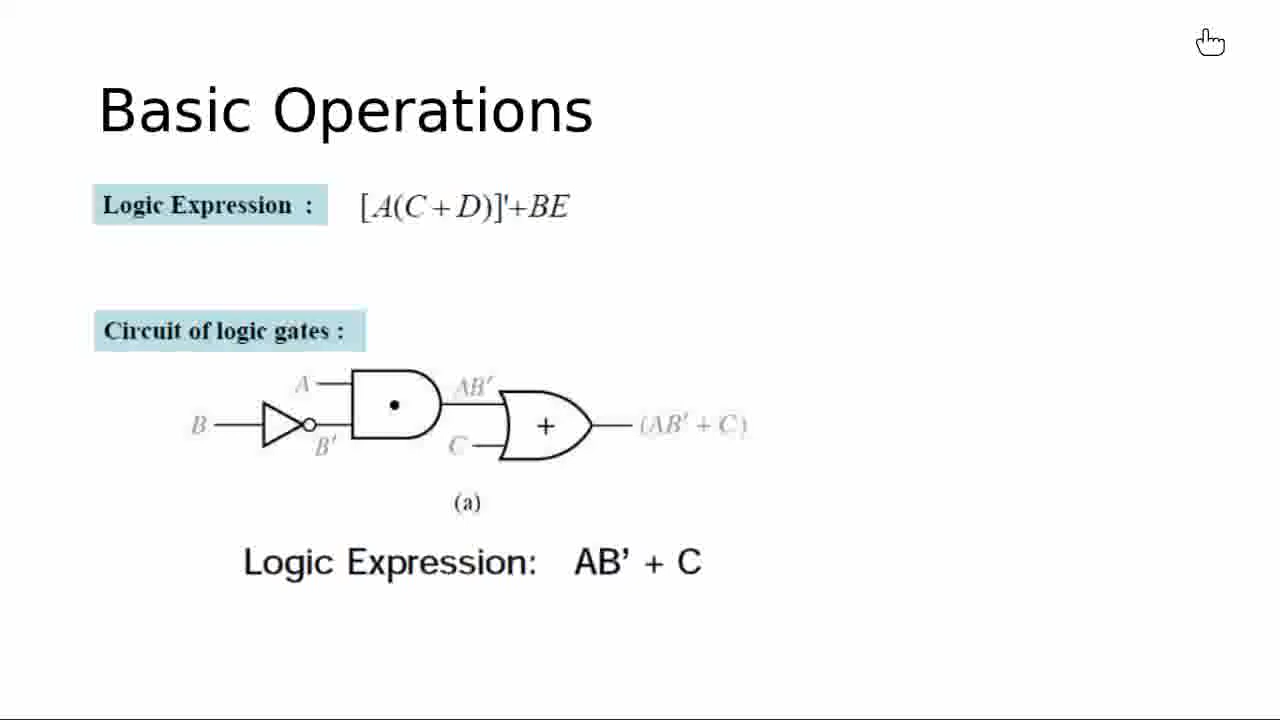 Basic Operations
Logic Expression : [A(C + D)]'+BE
Circuit of logic gates :
A
AB'
B
B'
C
(AB' + C)
•
+
(a)
Logic Expression: AB' + C